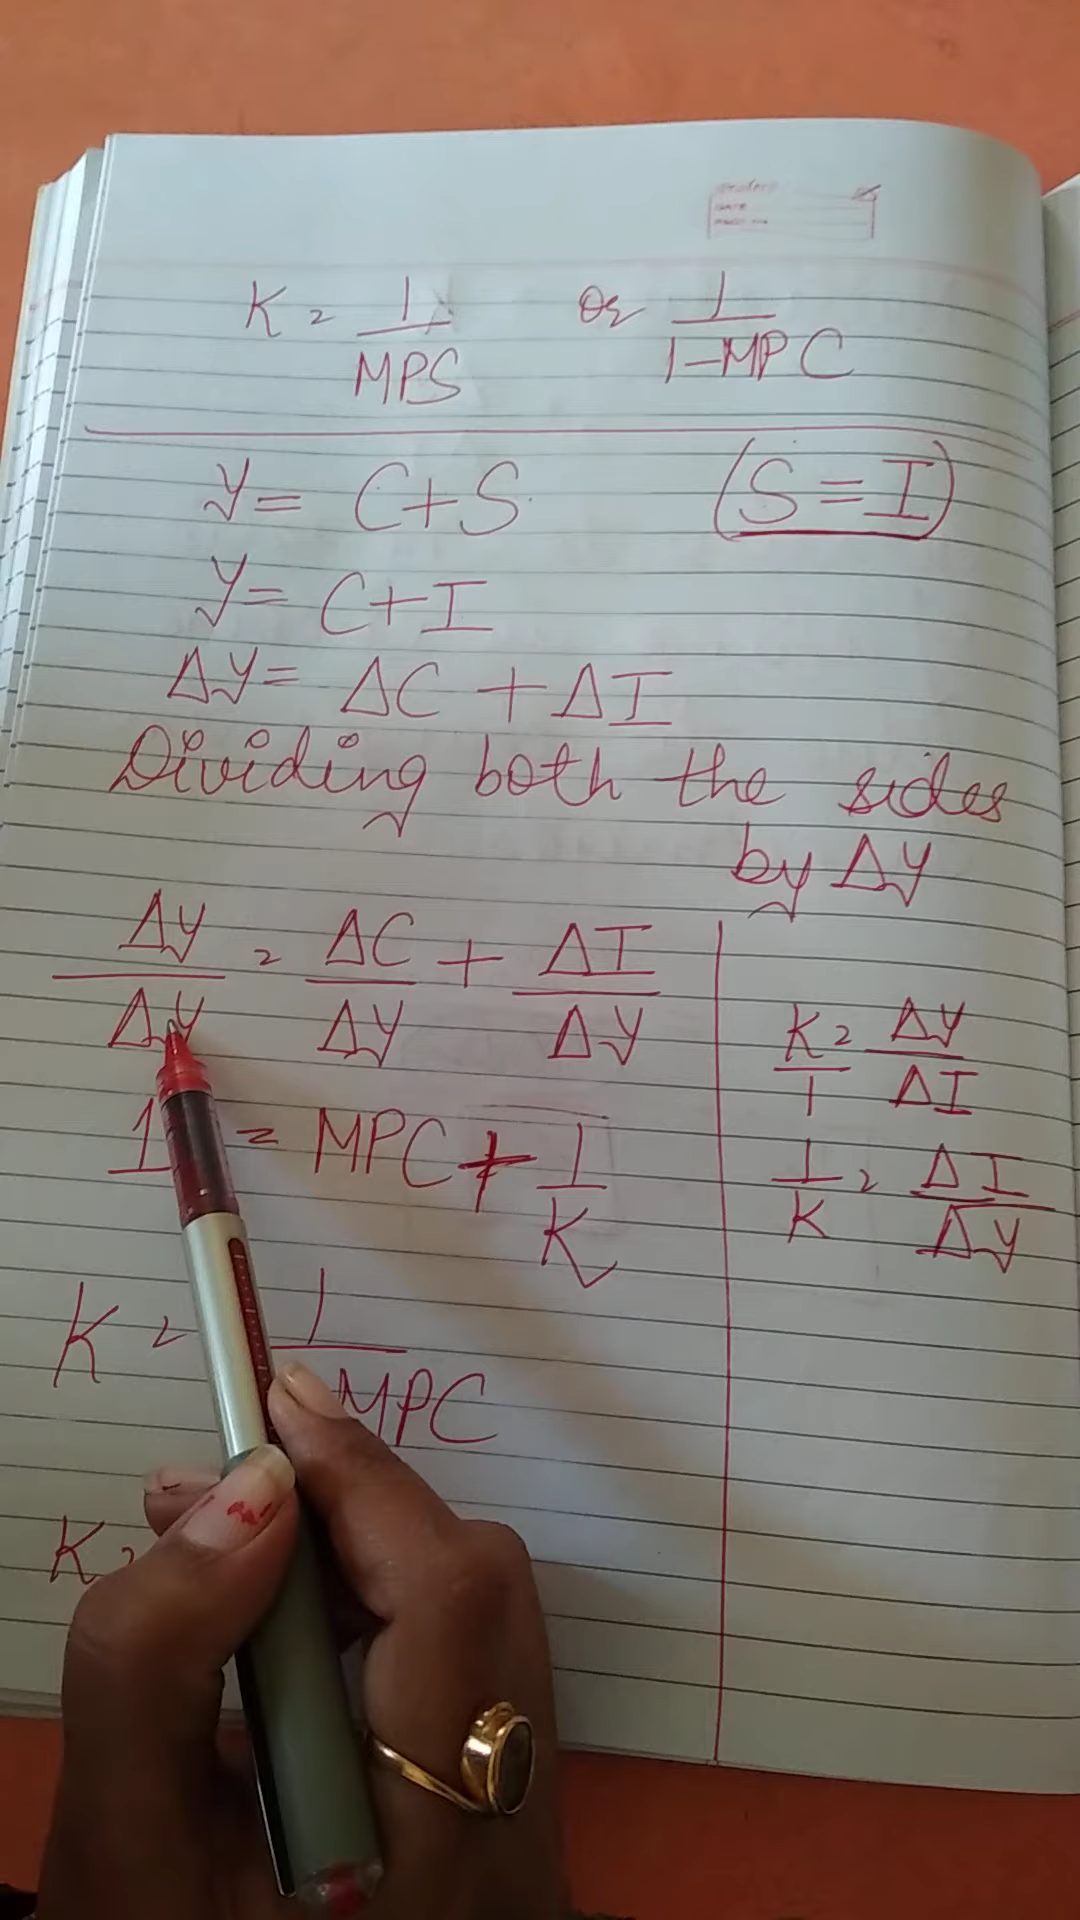 K = 1/MPS or 1/1-MPC
Y = C+S (S = I)
Y = C+I
ΔY = ΔC + ΔI
Dividing both the sides
by ΔY
ΔY/ΔY = ΔC/ΔY + ΔI/ΔY
1 = MPC + 1/K
K = 1/MPC
K =
K/1 = ΔY/ΔI
1/K = ΔI/ΔY